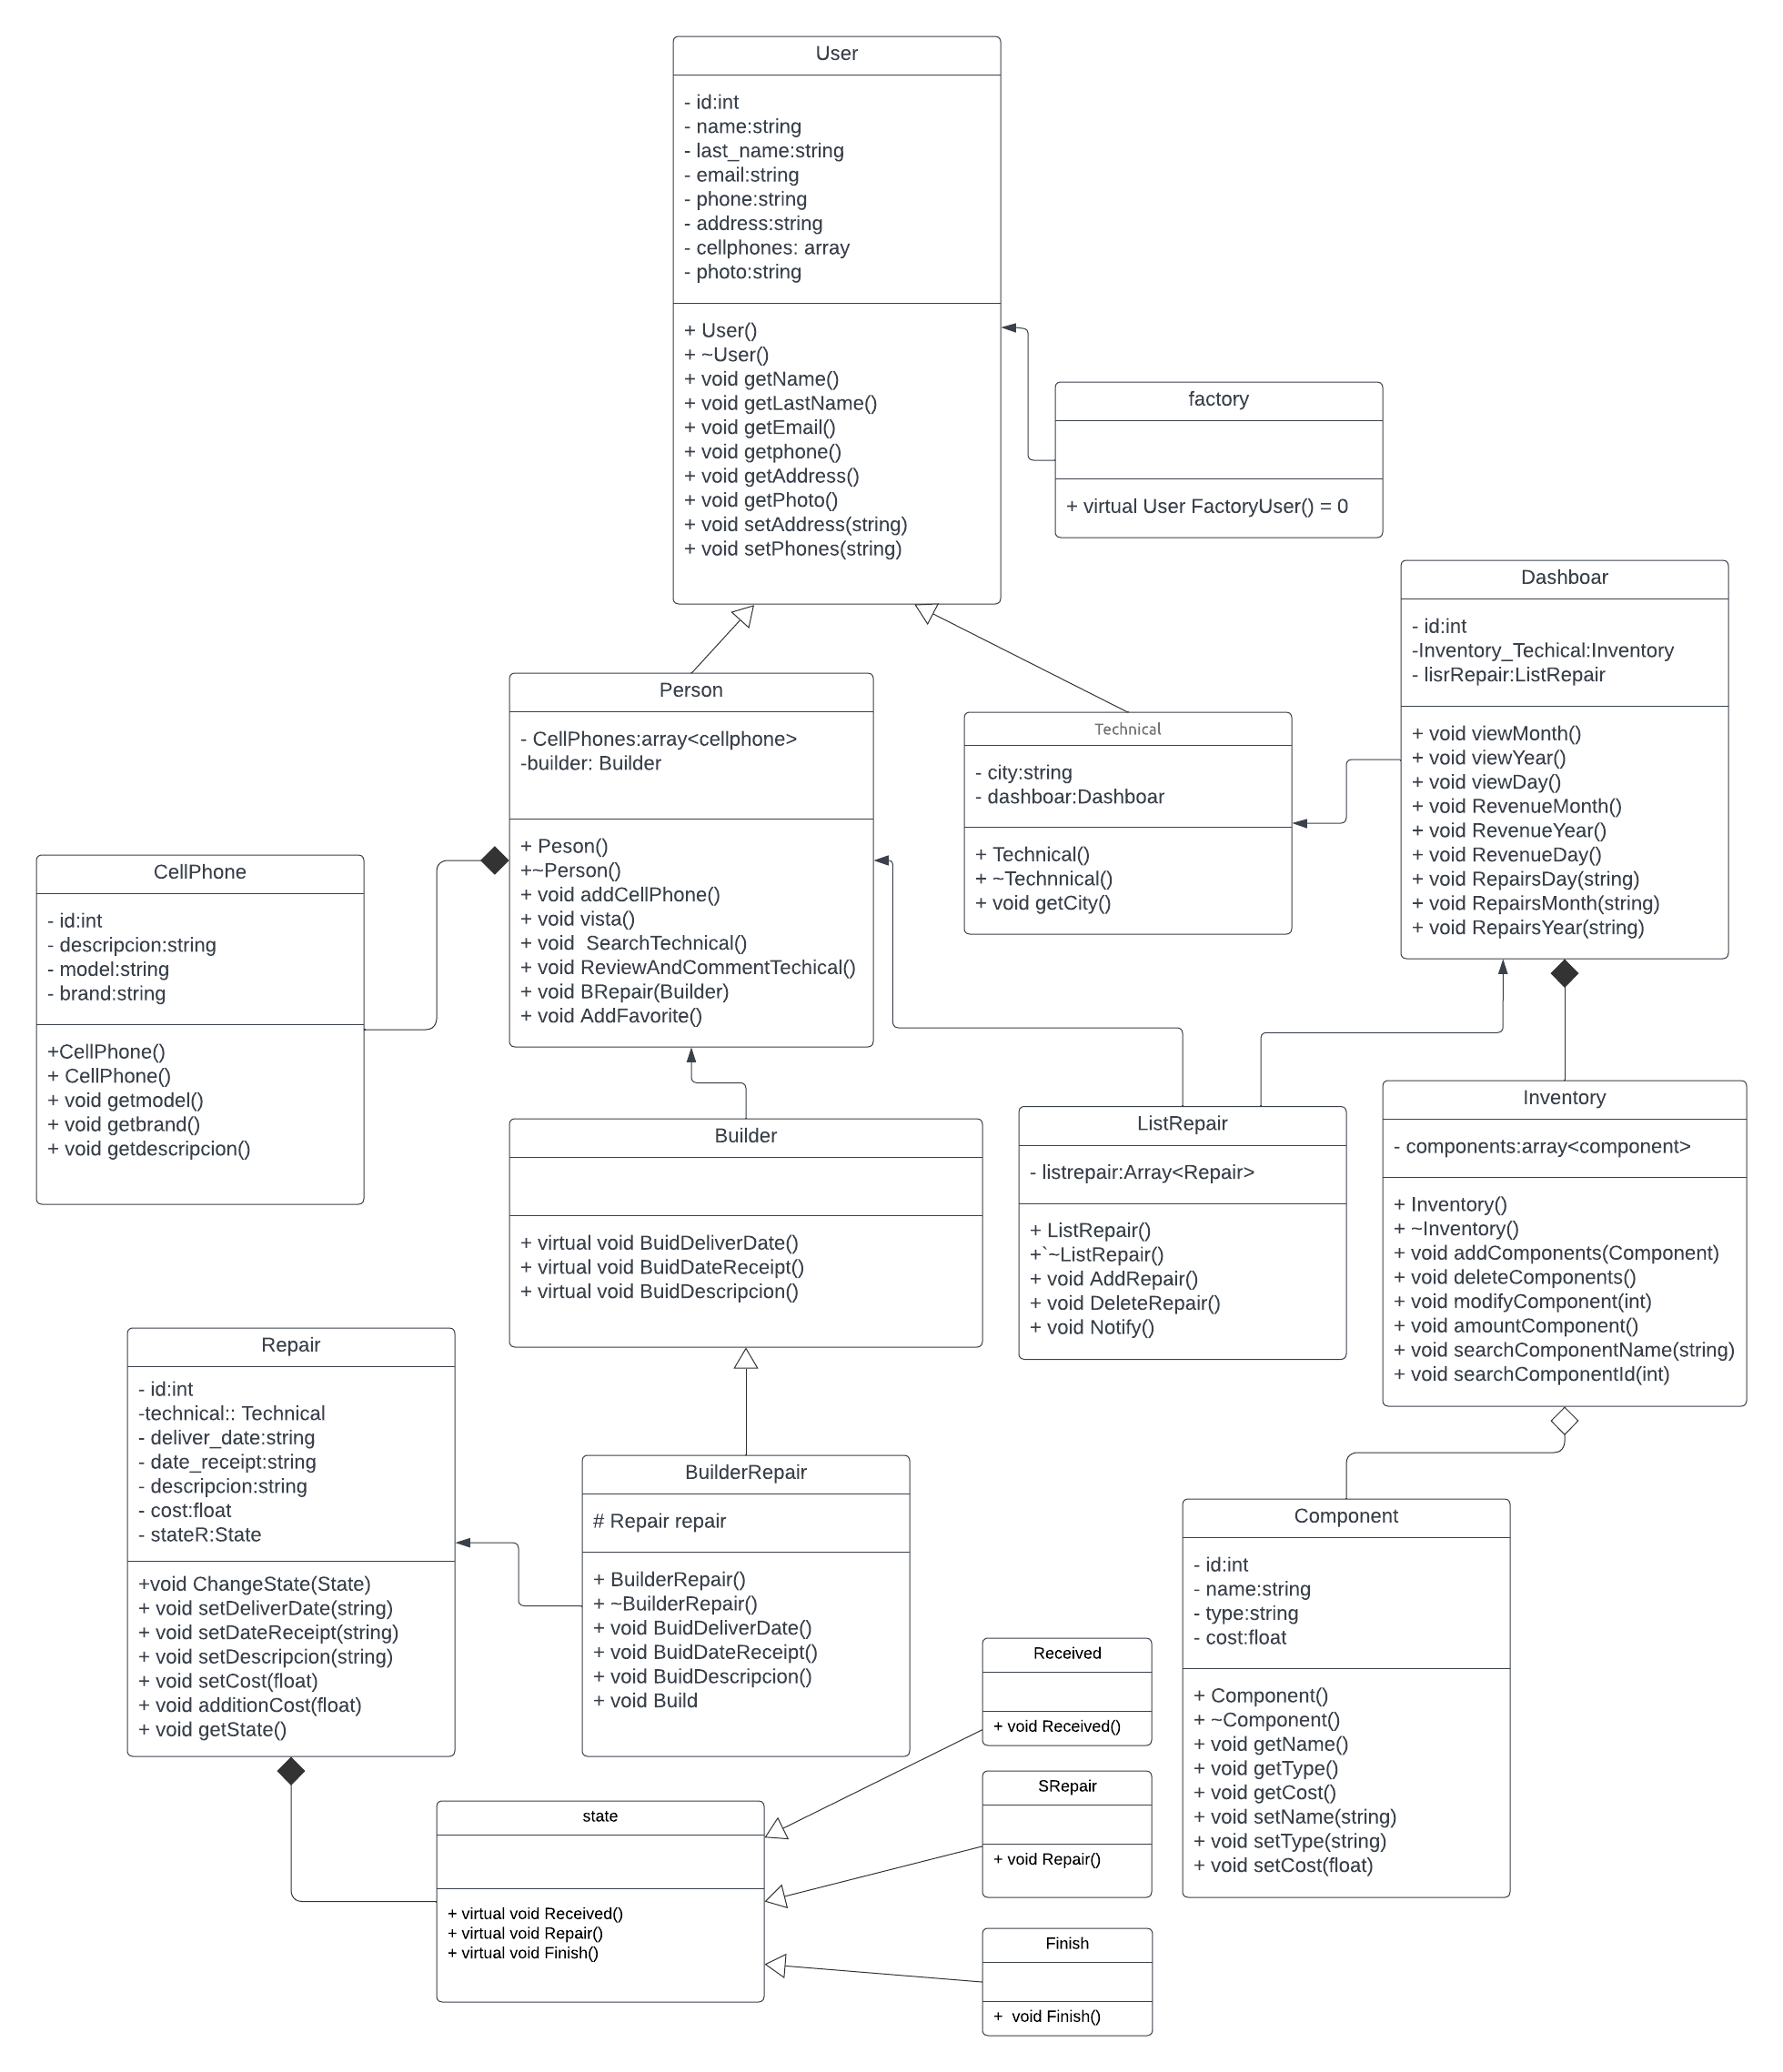 User
- id:int
- name:string
- last_name:string
- email:string
- phone:string
- address:string
- cellphones: array
- photo:string
+ User()
+ ~User()
+ void getName()
+ void getLastName()
+ void getEmail()
+ void getphone()
+ void getAddress()
+ void getPhoto()
+ void setAddress(string)
+ void setPhones(string)
factory
+ virtual User FactoryUser() = 0
Dashboar
- id:int
-Inventory_Techical:Inventory
- lisrRepair:ListRepair
+ void viewMonth()
+ void viewYear()
+ void viewDay()
+ void RevenueMonth()
+ void RevenueYear()
+ void RevenueDay()
+ void RepairsDay(string)
+ void RepairsMonth(string)
+ void RepairsYear(string)
Person
- CellPhones:array<cellphone>
-builder: Builder
+ Peson()
+~Person()
+ void addCellPhone()
+ void vista()
+ void  SearchTechnical()
+ void ReviewAndCommentTechical()
+ void BRepair(Builder)
+ void AddFavorite()
Technical
- city:string
- dashboar:Dashboar
+ Technical()
+ ~Technnical()
+ void getCity()
CellPhone
- id:int
- descripcion:string
- model:string
- brand:string
+CellPhone()
+ CellPhone()
+ void getmodel()
+ void getbrand()
+ void getdescripcion()
Builder
+ virtual void BuidDeliverDate()
+ virtual void BuidDateReceipt()
+ virtual void BuidDescripcion()
ListRepair
- listrepair:Array<Repair>
+ ListRepair()
+`~ListRepair()
+ void AddRepair()
+ void DeleteRepair()
+ void Notify()
Inventory
- components:array<component>
+ Inventory()
+ ~Inventory()
+ void addComponents(Component)
+ void deleteComponents()
+ void modifyComponent(int)
+ void amountComponent()
+ void searchComponentName(string)
+ void searchComponentId(int)
Repair
- id:int
-technical:: Technical
- deliver_date:string
- date_receipt:string
- descripcion:string
- cost:float
- stateR:State
+void ChangeState(State)
+ void setDeliverDate(string)
+ void setDateReceipt(string)
+ void setDescripcion(string)
+ void setCost(float)
+ void additionCost(float)
+ void getState()
BuilderRepair
# Repair repair
+ BuilderRepair()
+ ~BuilderRepair()
+ void BuidDeliverDate()
+ void BuidDateReceipt()
+ void BuidDescripcion()
+ void Build
Component
- id:int
- name:string
- type:string
- cost:float
+ Component()
+ ~Component()
+ void getName()
+ void getType()
+ void getCost()
+ void setName(string)
+ void setType(string)
+ void setCost(float)
Received
+ void Received()
SRepair
+ void Repair()
state
+ virtual void Received()
+ virtual void Repair()
+ virtual void Finish()
Finish
+  void Finish()